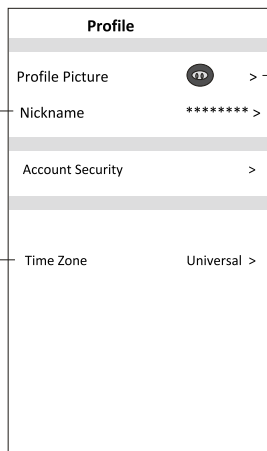 Profile
Profile Picture >
Nickname ******** >
Account Security >
Time Zone Universal >